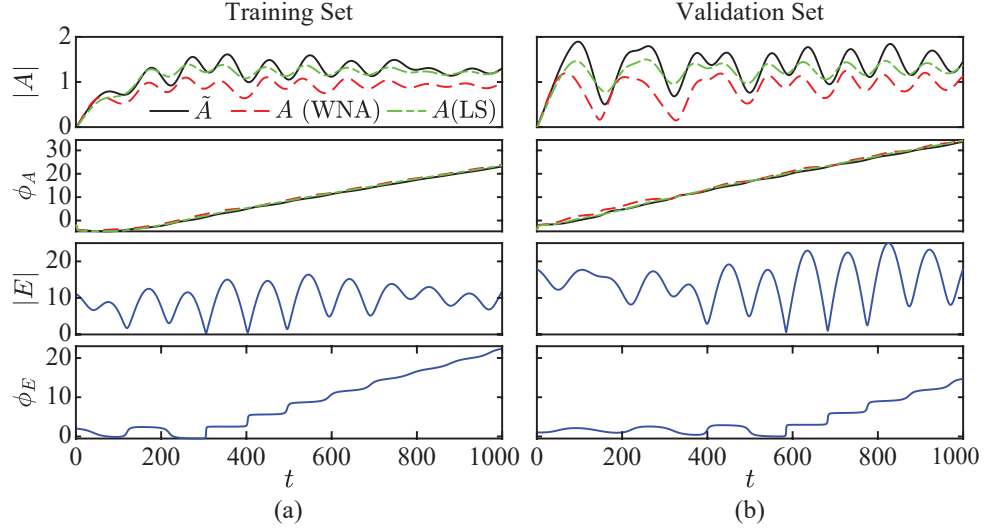 Training Set
Validation Set
|A|
2
1
0
Ã
A (WNA)
A(LS)
ϕ_A
30
20
10
0
|E|
20
10
0
ϕ_E
20
10
0
0
200
400
600
800
1000
0
200
400
600
800
1000
t
t
(a)
(b)